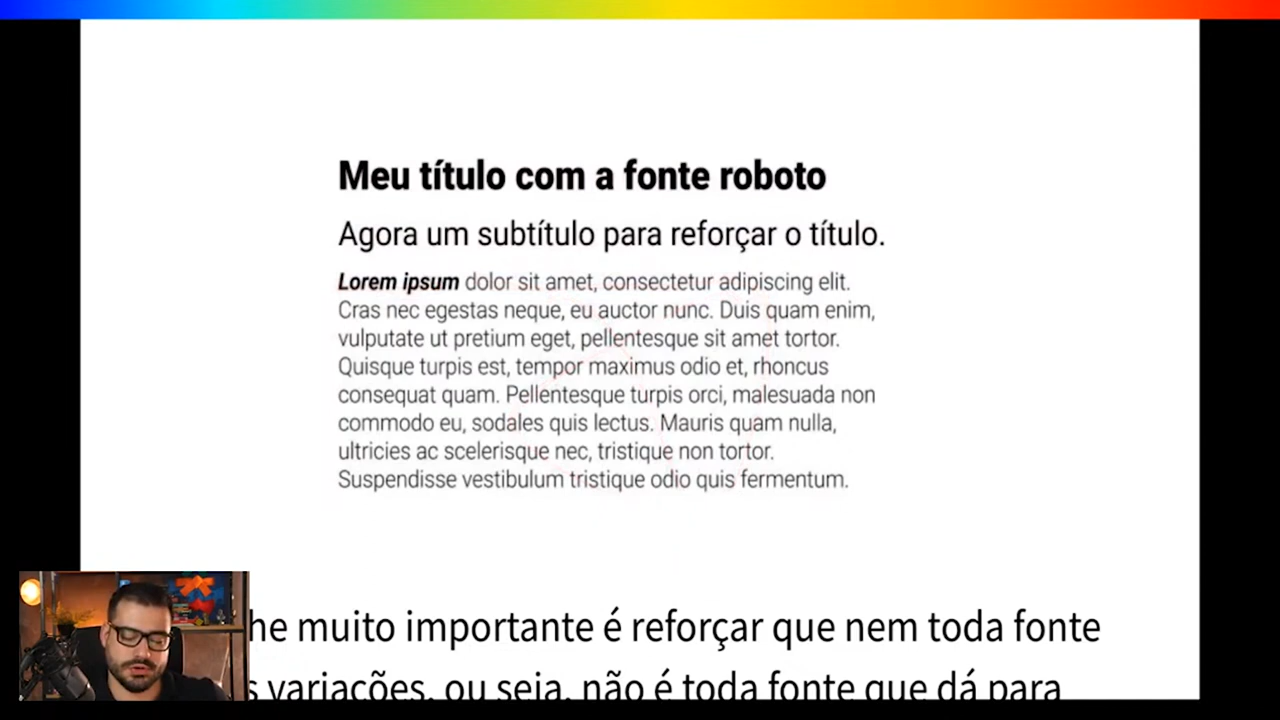 Meu título com a fonte roboto
Agora um subtítulo para reforçar o título.
Lorem ipsum dolor sit amet, consectetur adipiscing elit.
Cras nec egestas neque, eu auctor nunc. Duis quam enim,
vulputate ut pretium eget, pellentesque sit amet tortor.
Quisque turpis est, tempor maximus odio et, rhoncus
consequat quam. Pellentesque turpis orci, malesuada non
commodo eu, sodales quis lectus. Mauris quam nulla,
ultricies ac scelerisque nec, tristique non tortor.
Suspendisse vestibulum tristique odio quis fermentum.
he muito importante é reforçar que nem toda fonte
s variações, ou seja, não é toda fonte que dá para